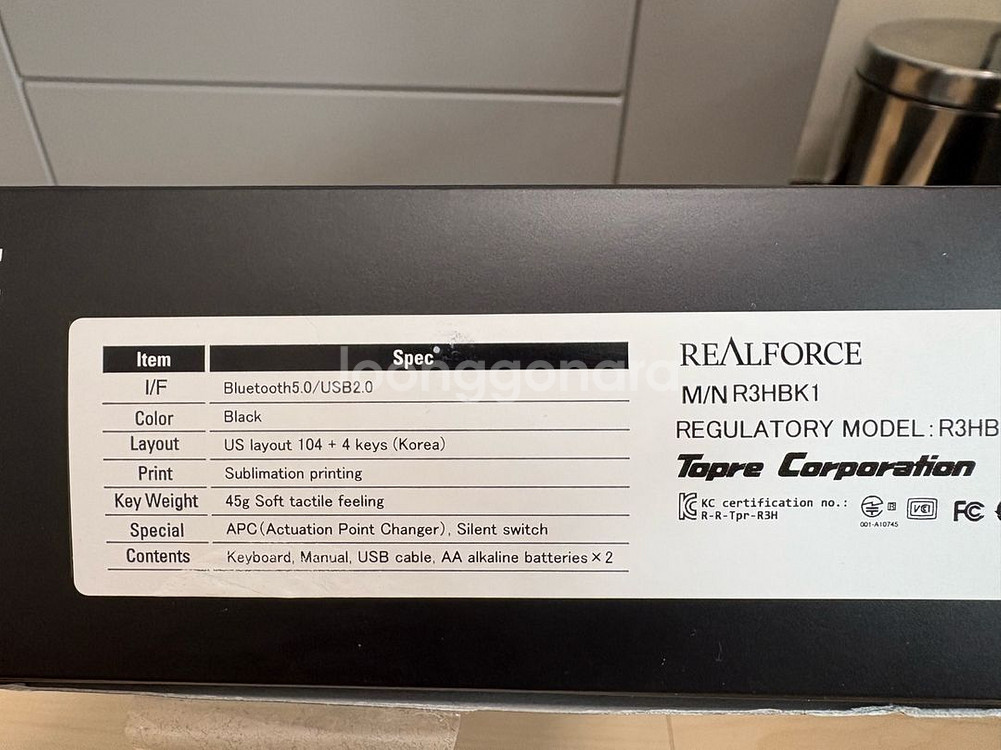 Item Spec
I/F Bluetooth5.0/USB2.0
Color Black
Layout US layout 104 + 4 keys (Korea)
Print Sublimation printing
Key Weight 45g Soft tactile feeling
Special APC(Actuation Point Changer), Silent switch
Contents Keyboard, Manual, USB cable, AA alkaline batteries×2
joonggonara
REALFORCE
M/N R3HBK1
REGULATORY MODEL: R3HB
Topre Corporation
KC certification no.:
R-R-Tpr-R3H
001-A10745
VCI
FC